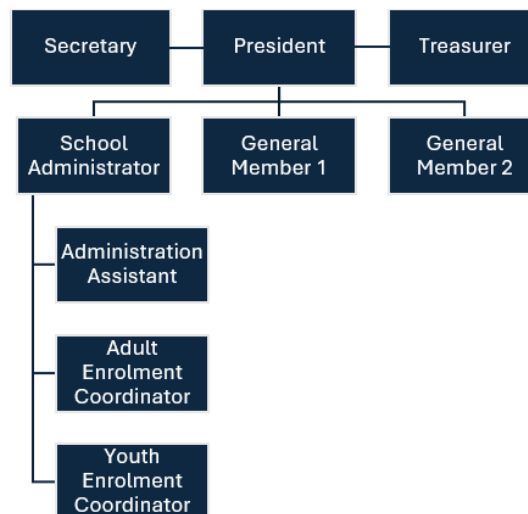 Secretary
President
Treasurer
School
Administrator
General
Member 1
General
Member 2
Administration
Assistant
Adult
Enrolment
Coordinator
Youth
Enrolment
Coordinator